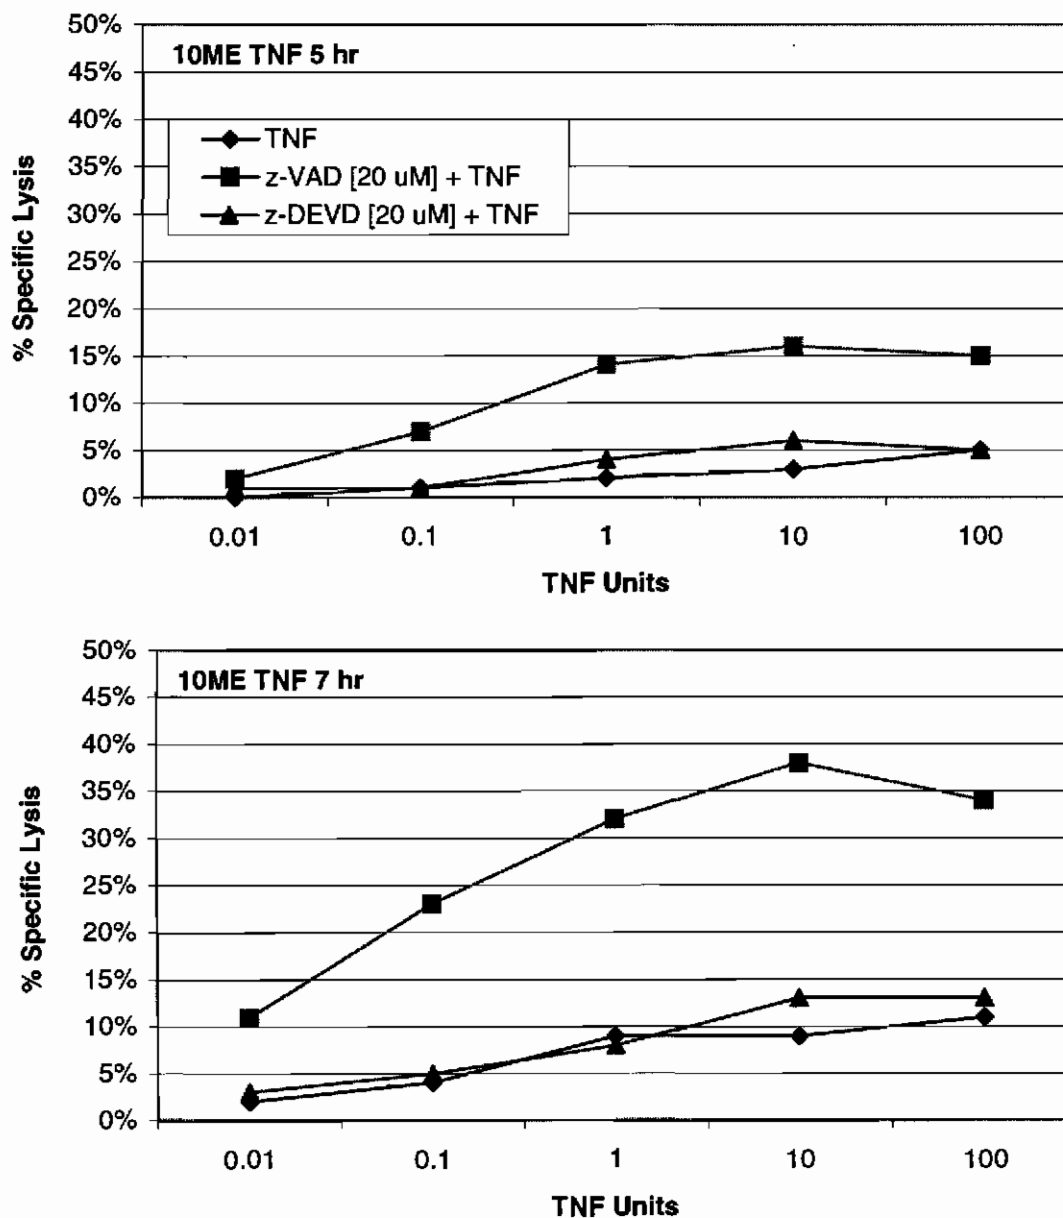 50%
10ME TNF 5 hr
45%
40%
TNF
35%
z-VAD [20 uM] + TNF
30%
z-DEVD [20 uM] + TNF
25%
20%
15%
10%
5%
0%
% Specific Lysis
0.01 0.1 1 10 100
TNF Units
50%
10ME TNF 7 hr
45%
40%
35%
30%
25%
20%
15%
10%
5%
0%
% Specific Lysis
0.01 0.1 1 10 100
TNF Units